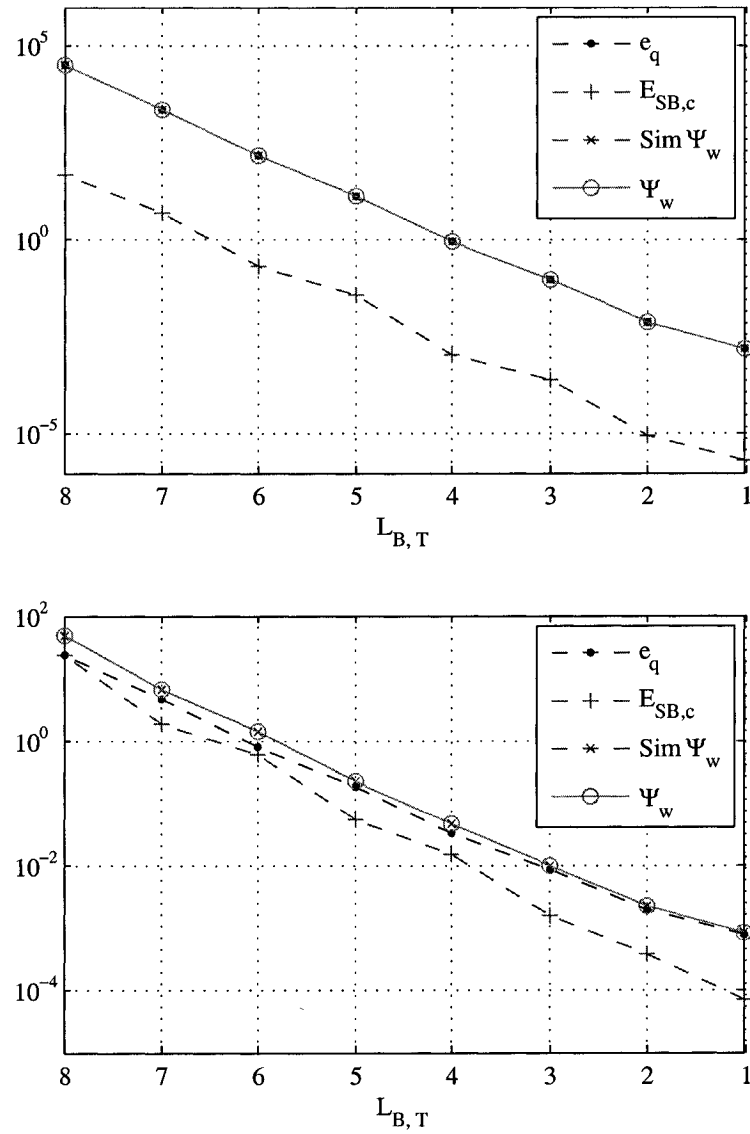 10^5
10^0
10^-5
e_q
E_SB,c
Sim Ψ_w
Ψ_w
8 7 6 5 4 3 2 1
L_B, T
10^2
10^0
10^-2
10^-4
e_q
E_SB,c
Sim Ψ_w
Ψ_w
8 7 6 5 4 3 2 1
L_B, T